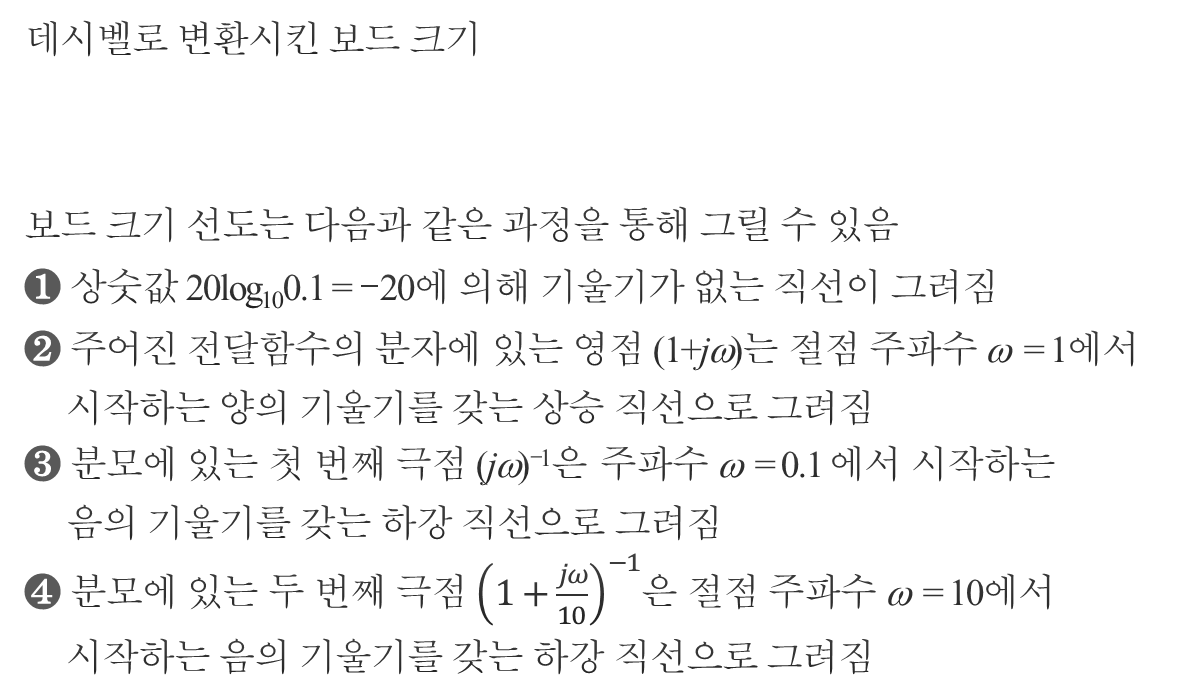 데시벨로 변환시킨 보드 크기
보드 크기 선도는 다음과 같은 과정을 통해 그릴 수 있음
❶ 상숫값 20log₁₀0.1 = −20에 의해 기울기가 없는 직선이 그려짐
❷ 주어진 전달함수의 분자에 있는 영점 (1+jω)는 절점 주파수 ω = 1에서
시작하는 양의 기울기를 갖는 상승 직선으로 그려짐
❸ 분모에 있는 첫 번째 극점 (jω)⁻¹은 주파수 ω = 0.1 에서 시작하는
음의 기울기를 갖는 하강 직선으로 그려짐
❹ 분모에 있는 두 번째 극점 (1 + jω/10)⁻¹은 절점 주파수 ω = 10에서
시작하는 음의 기울기를 갖는 하강 직선으로 그려짐